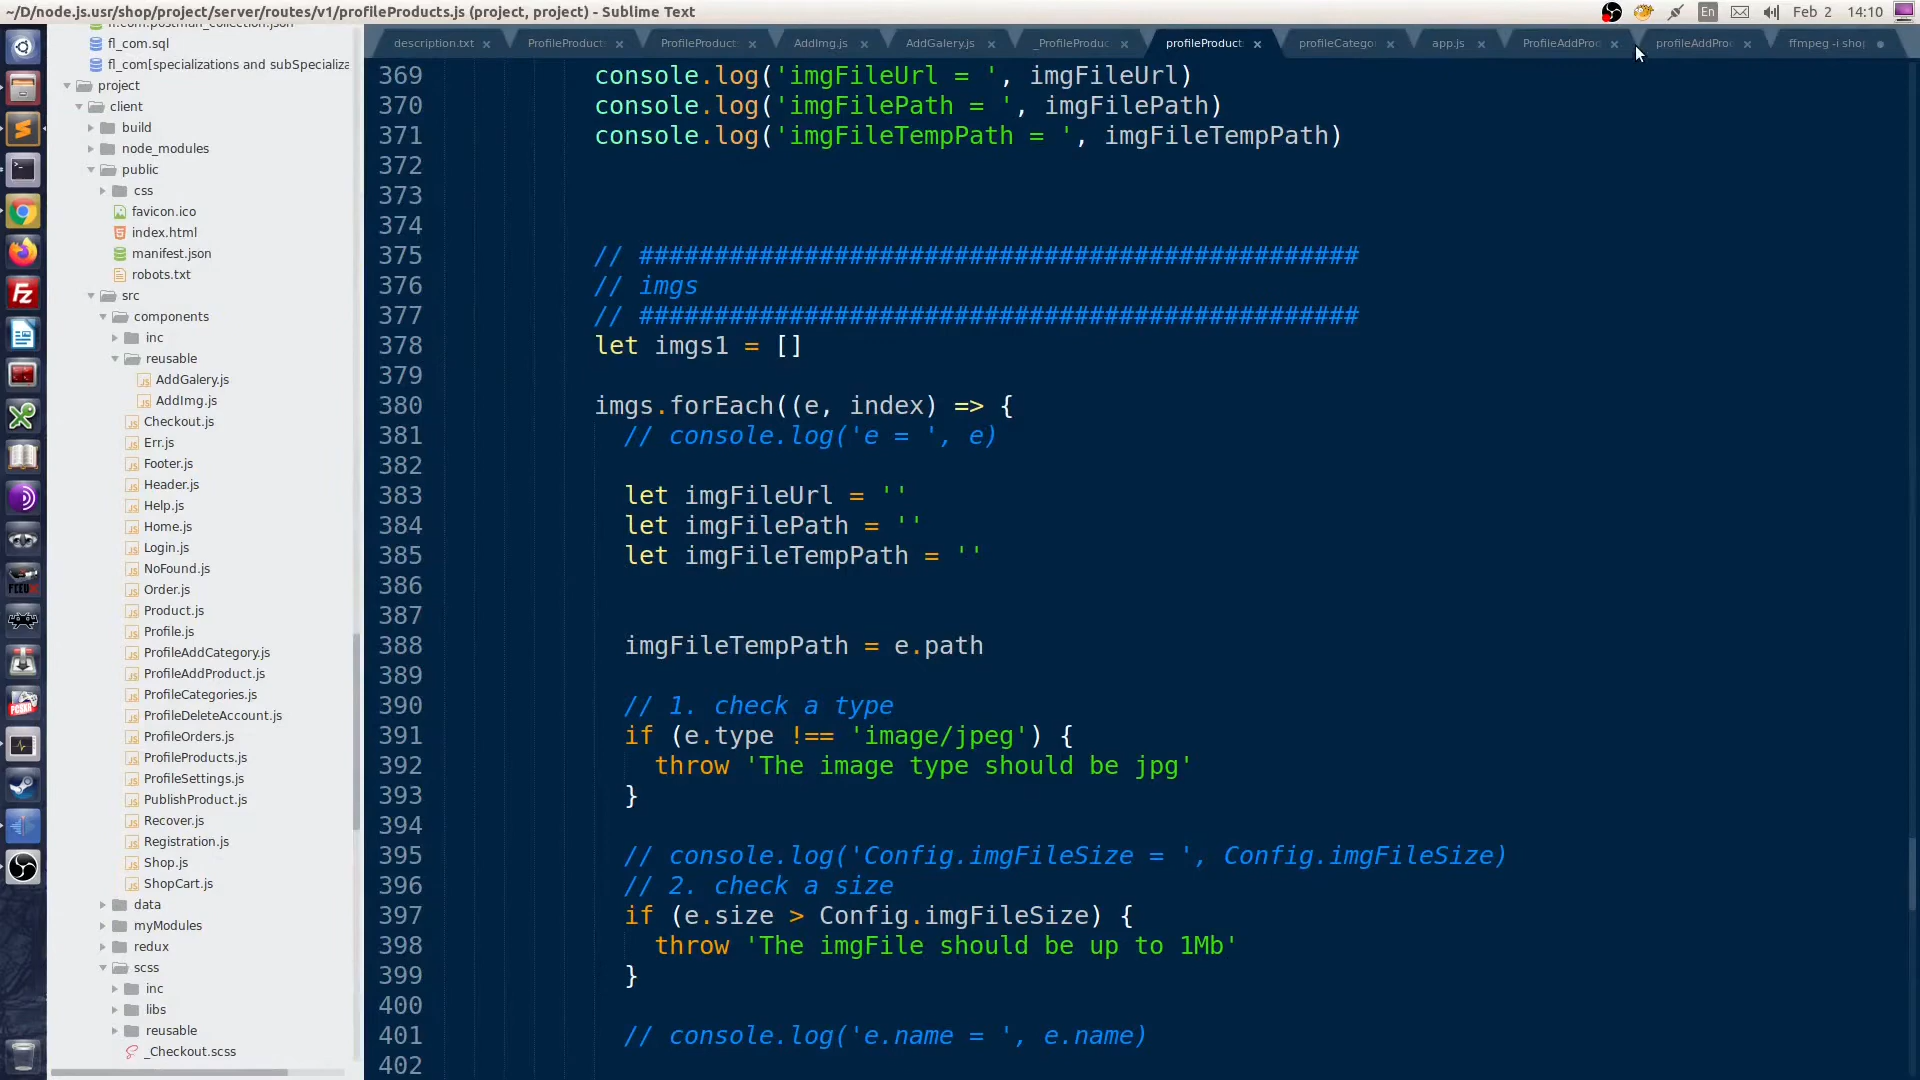 ~/D/node.js.usr/shop/project/server/routes/v1/profileProducts.js (project, project) - Sublime Text
En
Feb 2
14:10
fl_com.sql
fl_com[specializations and subSpecializa
project
client
build
node_modules
public
css
favicon.ico
index.html
manifest.json
robots.txt
src
components
inc
reusable
AddGalery.js
AddImg.js
Checkout.js
Err.js
Footer.js
Header.js
Help.js
Home.js
Login.js
NoFound.js
Order.js
Product.js
Profile.js
ProfileAddCategory.js
ProfileAddProduct.js
ProfileCategories.js
ProfileDeleteAccount.js
ProfileOrders.js
ProfileProducts.js
ProfileSettings.js
PublishProduct.js
Recover.js
Registration.js
Shop.js
ShopCart.js
data
myModules
redux
scss
inc
libs
reusable
_Checkout.scss
description.txt
ProfileProduct
ProfileProduct
AddImg.js
AddGalery.js
_ProfileProduc
profileProduct
profileCatego
app.js
ProfileAddProd
profileAddProd
ffmpeg -i shop
369 console.log('imgFileUrl = ', imgFileUrl)
370 console.log('imgFilePath = ', imgFilePath)
371 console.log('imgFileTempPath = ', imgFileTempPath)
372
373
374
375 // ################################################
376 // imgs
377 // ################################################
378 let imgs1 = []
379
380 imgs.forEach((e, index) => {
381 // console.log('e = ', e)
382
383 let imgFileUrl = ''
384 let imgFilePath = ''
385 let imgFileTempPath = ''
386
387
388 imgFileTempPath = e.path
389
390 // 1. check a type
391 if (e.type !== 'image/jpeg') {
392 throw 'The image type should be jpg'
393 }
394
395 // console.log('Config.imgFileSize = ', Config.imgFileSize)
396 // 2. check a size
397 if (e.size > Config.imgFileSize) {
398 throw 'The imgFile should be up to 1Mb'
399 }
400
401 // console.log('e.name = ', e.name)
402